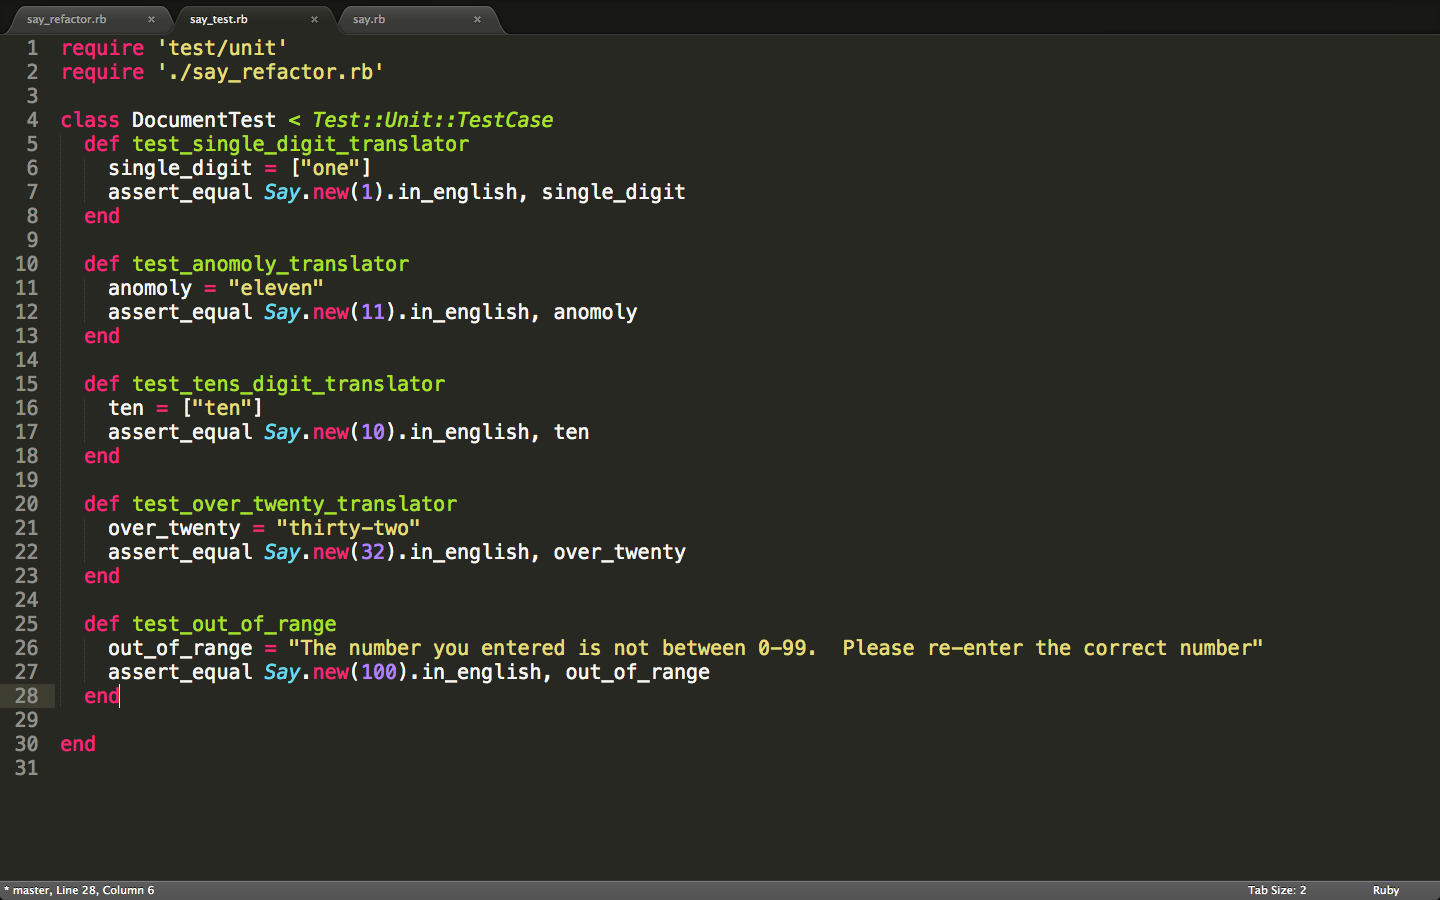 say_refactor.rb × say_test.rb × say.rb ×
1 require 'test/unit'
2 require './say_refactor.rb'
3
4 class DocumentTest < Test::Unit::TestCase
5   def test_single_digit_translator
6     single_digit = ["one"]
7     assert_equal Say.new(1).in_english, single_digit
8   end
9
10   def test_anomoly_translator
11     anomoly = "eleven"
12     assert_equal Say.new(11).in_english, anomoly
13   end
14
15   def test_tens_digit_translator
16     ten = ["ten"]
17     assert_equal Say.new(10).in_english, ten
18   end
19
20   def test_over_twenty_translator
21     over_twenty = "thirty-two"
22     assert_equal Say.new(32).in_english, over_twenty
23   end
24
25   def test_out_of_range
26     out_of_range = "The number you entered is not between 0-99.  Please re-enter the correct number"
27     assert_equal Say.new(100).in_english, out_of_range
28   end
29
30 end
31
* master, Line 28, Column 6 Tab Size: 2 Ruby